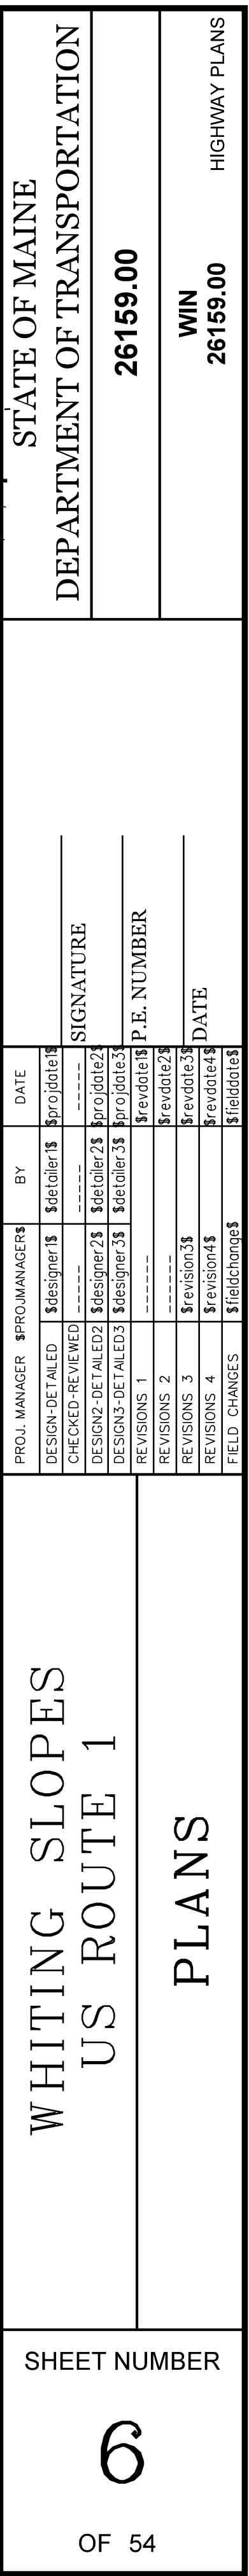 STATE OF MAINE
DEPARTMENT OF TRANSPORTATION
26159.00
WIN
26159.00
HIGHWAY PLANS
SIGNATURE
P.E. NUMBER
DATE
PROJ. MANAGER $PROJMANAGER$ BY DATE
DESIGN-DETAILED $designer1$ $detailer1$ $projdate1$
CHECKED-REVIEWED ----- ----- -----
DESIGN2-DETAILED2 $designer2$ $detailer2$ $projdate2$
DESIGN3-DETAILED3 $designer3$ $detailer3$ $projdate3$
REVISIONS 1 ------ $revdate1$
REVISIONS 2 ------ $revdate2$
REVISIONS 3 $revision3$ $revdate3$
REVISIONS 4 $revision4$ $revdate4$
FIELD CHANGES $fieldchange$ $fielddate$
WHITING SLOPES
US ROUTE 1
PLANS
SHEET NUMBER
6
OF 54